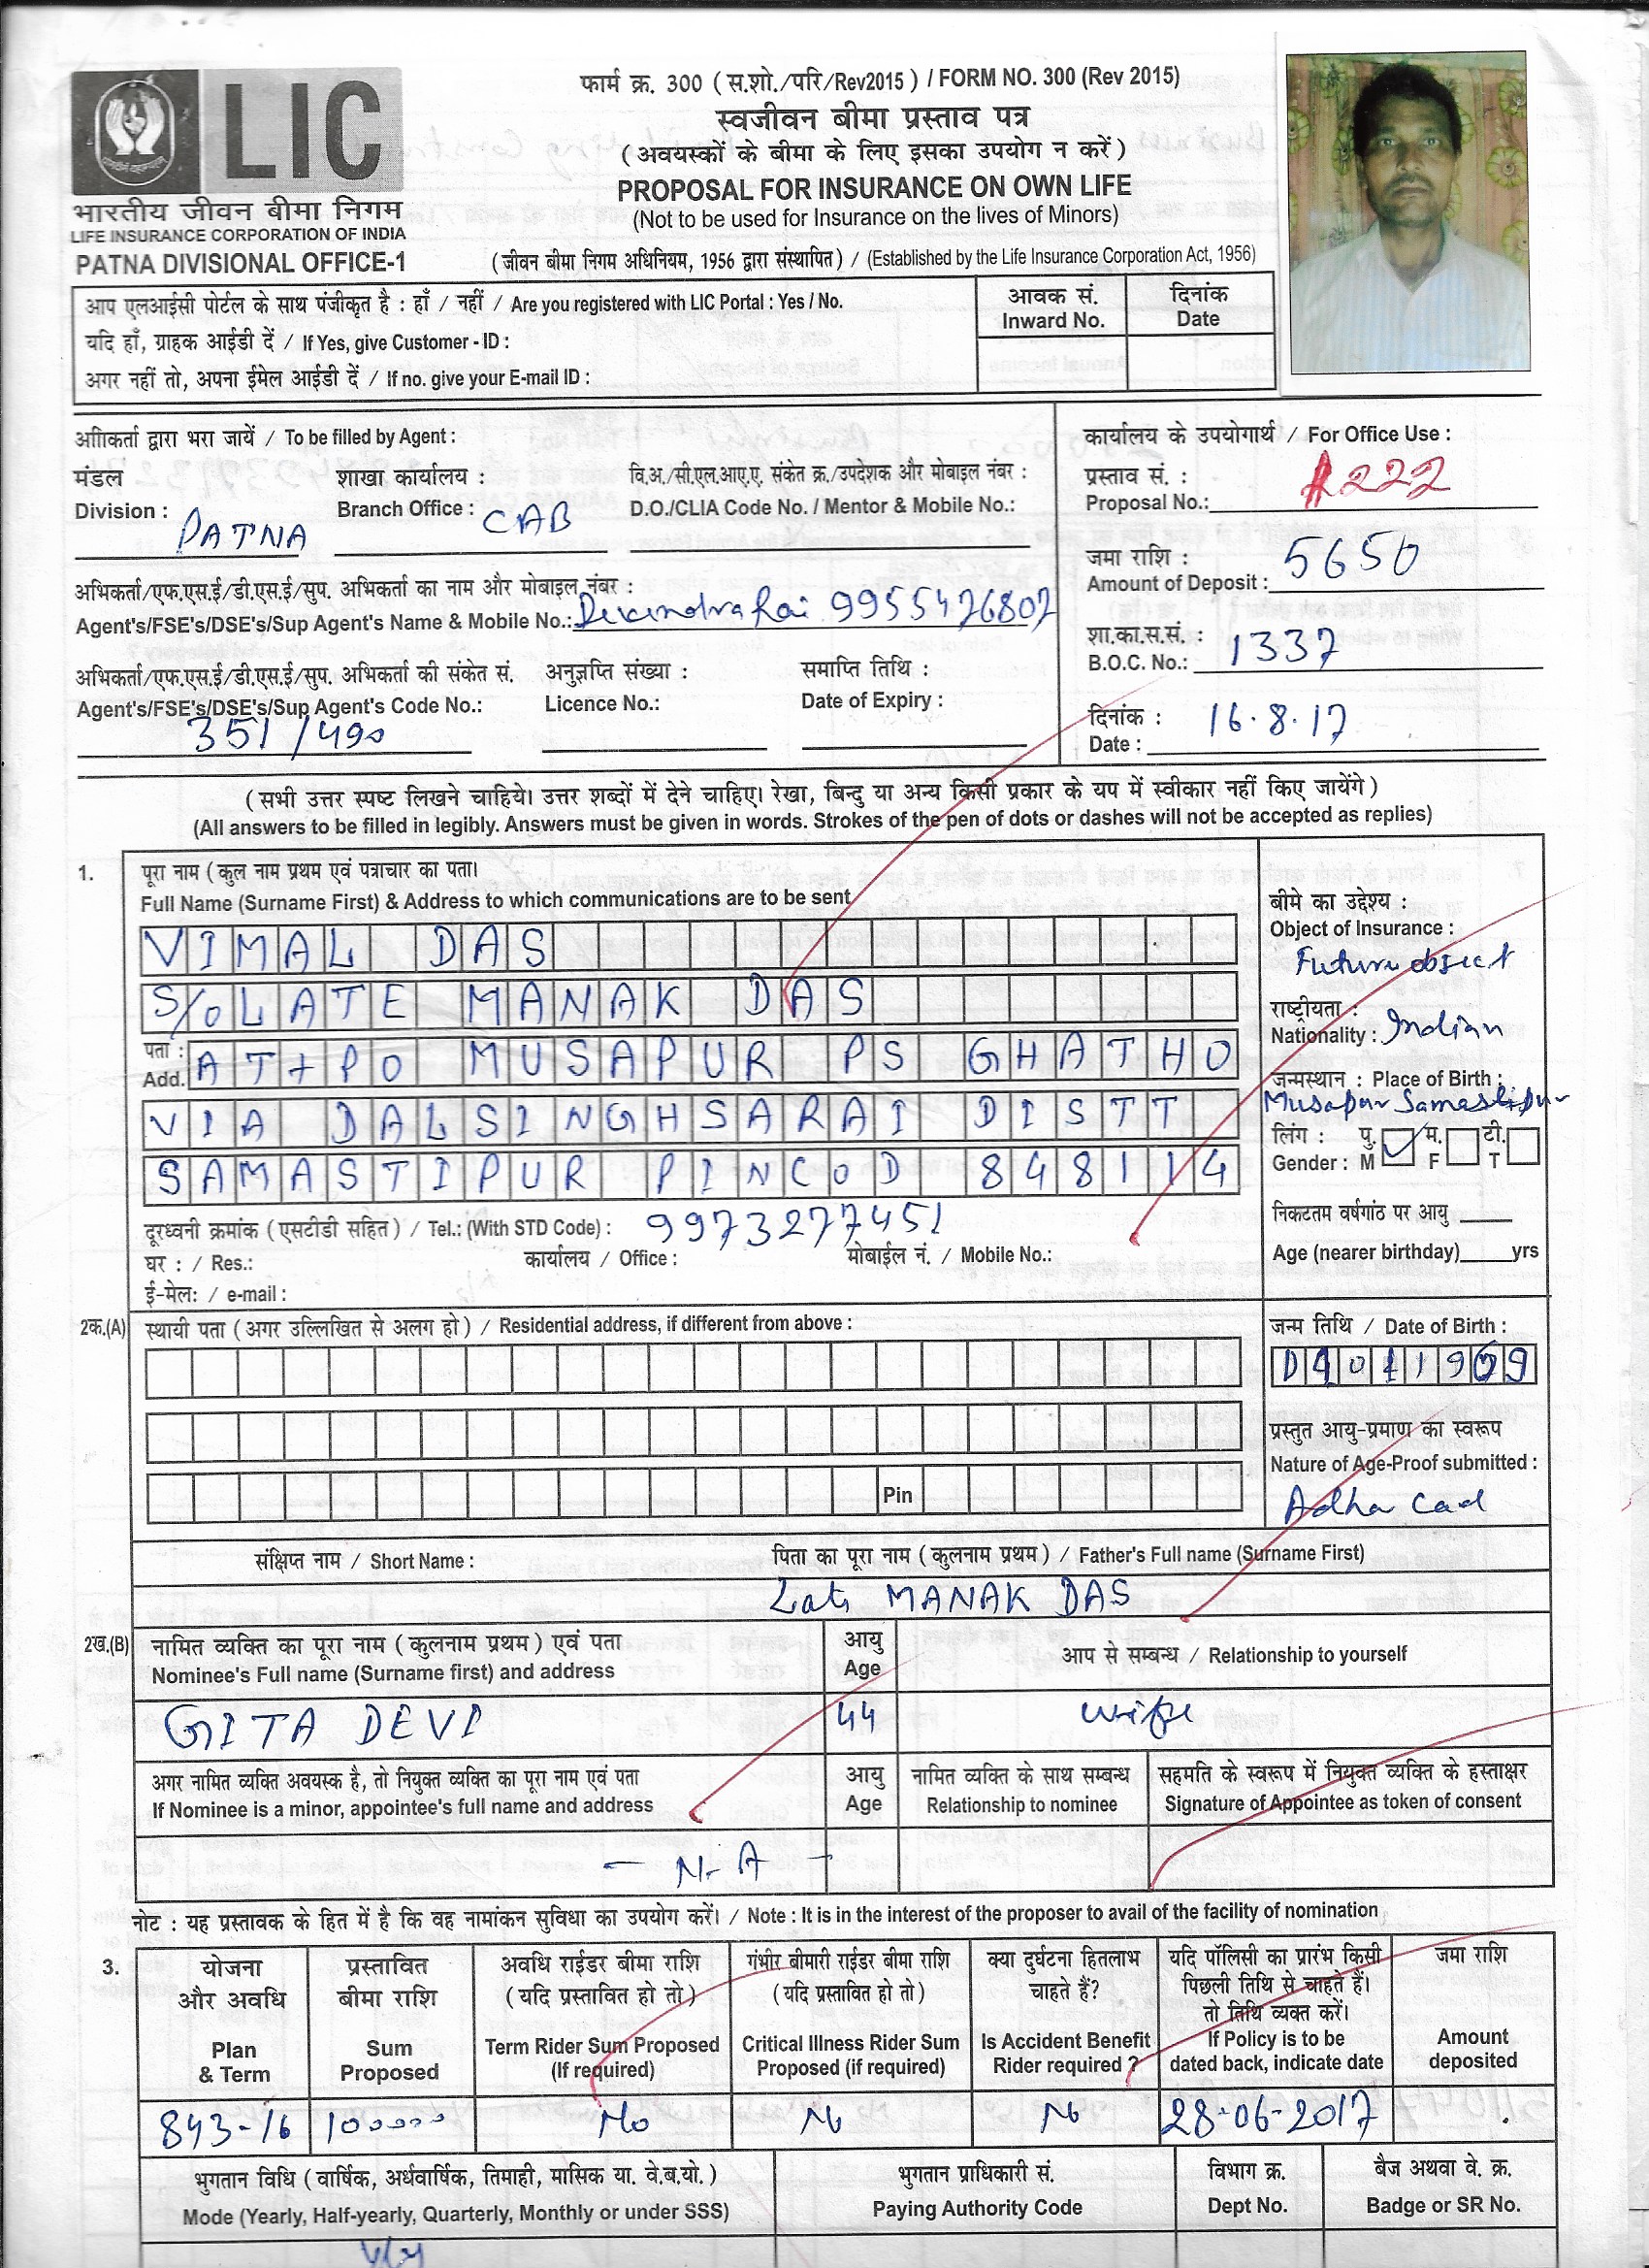 फार्म क्र. 300 ( स.शो./परि/Rev2015 ) / FORM NO. 300 (Rev 2015)
स्वजीवन बीमा प्रस्ताव पत्र
( अवयस्कों के बीमा के लिए इसका उपयोग न करें )
PROPOSAL FOR INSURANCE ON OWN LIFE
(Not to be used for Insurance on the lives of Minors)
LIC
भारतीय जीवन बीमा निगम
LIFE INSURANCE CORPORATION OF INDIA
PATNA DIVISIONAL OFFICE-1
( जीवन बीमा निगम अधिनियम, 1956 द्वारा संस्थापित ) / (Established by the Life Insurance Corporation Act, 1956)
आप एलआईसी पोर्टल के साथ पंजीकृत है : हाँ / नहीं / Are you registered with LIC Portal : Yes / No.
यदि हाँ, ग्राहक आईडी दें / If Yes, give Customer - ID :
अगर नहीं तो, अपना ईमेल आईडी दें / If no. give your E-mail ID :
आवक सं. दिनांक
Inward No. Date
अािकर्ता द्वारा भरा जायें / To be filled by Agent :
कार्यालय के उपयोगार्थ / For Office Use :
मंडल शाखा कार्यालय : वि.अ./सी.एल.आए.ए. संकेत क्र./उपदेशक और मोबाइल नंबर :
Division : PATNA Branch Office : CAB D.O./CLIA Code No. / Mentor & Mobile No.:
प्रस्ताव सं. :
Proposal No.: 222
जमा राशि :
Amount of Deposit : 5650
अभिकर्ता/एफ.एस.ई/डी.एस.ई/सुप. अभिकर्ता का नाम और मोबाइल नंबर :
Agent's/FSE's/DSE's/Sup Agent's Name & Mobile No.: Devendra Rai 9955476807
शा.का.स.सं. :
B.O.C. No.: 1337
अभिकर्ता/एफ.एस.ई/डी.एस.ई/सुप. अभिकर्ता की संकेत सं. अनुज्ञप्ति संख्या : समाप्ति तिथि :
Agent's/FSE's/DSE's/Sup Agent's Code No.: Licence No.: Date of Expiry :
351/490
दिनांक :
Date : 16.8.17
( सभी उत्तर स्पष्ट लिखने चाहिये। उत्तर शब्दों में देने चाहिए। रेखा, बिन्दु या अन्य किसी प्रकार के यप में स्वीकार नहीं किए जायेंगे )
(All answers to be filled in legibly. Answers must be given in words. Strokes of the pen of dots or dashes will not be accepted as replies)
1. पूरा नाम ( कुल नाम प्रथम एवं पत्राचार का पता।
Full Name (Surname First) & Address to which communications are to be sent
VIMAL DAS
S/O LATE MANAK DAS
पता :
Add. AT+PO MUSAPUR PS GHATHO
VIA DALSINGHSARAI DISTT
SAMASTIPUR PINCOD 848114
दूरध्वनी क्रमांक ( एसटीडी सहित ) / Tel.: (With STD Code) : 9973277451
घर : / Res.: कार्यालय / Office : मोबाईल नं. / Mobile No.:
ई-मेल: / e-mail :
बीमे का उद्देश्य :
Object of Insurance :
Future object
राष्ट्रीयता :
Nationality : Indian
जन्मस्थान : Place of Birth :
Musapur Samastipur
लिंग : पु. म. टी.
Gender : M F T
निकटतम वर्षगांठ पर आयु
Age (nearer birthday) yrs
2क.(A) स्थायी पता ( अगर उल्लिखित से अलग हो ) / Residential address, if different from above :
Pin
जन्म तिथि / Date of Birth :
प्रस्तुत आयु-प्रमाण का स्वरूप
Nature of Age-Proof submitted :
Adhar Cad
संक्षिप्त नाम / Short Name : पिता का पूरा नाम ( कुलनाम प्रथम ) / Father's Full name (Surname First)
Late MANAK DAS
2ख.(B) नामित व्यक्ति का पूरा नाम ( कुलनाम प्रथम ) एवं पता आयु आप से सम्बन्ध / Relationship to yourself
Nominee's Full name (Surname first) and address Age
GITA DEVI 44 wife
अगर नामित व्यक्ति अवयस्क है, तो नियुक्त व्यक्ति का पूरा नाम एवं पता आयु नामित व्यक्ति के साथ सम्बन्ध सहमति के स्वरूप में नियुक्त व्यक्ति के हस्ताक्षर
If Nominee is a minor, appointee's full name and address Age Relationship to nominee Signature of Appointee as token of consent
- N-A -
नोट : यह प्रस्तावक के हित में है कि वह नामांकन सुविधा का उपयोग करें। / Note : It is in the interest of the proposer to avail of the facility of nomination
3. योजना और अवधि प्रस्तावित बीमा राशि अवधि राईडर बीमा राशि ( यदि प्रस्तावित हो तो ) गंभीर बीमारी राईडर बीमा राशि ( यदि प्रस्तावित हो तो ) क्या दुर्घटना हितलाभ चाहते हैं? यदि पॉलिसी का प्रारंभ किसी पिछली तिथि से चाहते हैं। तो तिथि व्यक्त करें। जमा राशि
Plan & Term Sum Proposed Term Rider Sum Proposed (If required) Critical Illness Rider Sum Proposed (if required) Is Accident Benefit Rider required ? If Policy is to be dated back, indicate date Amount deposited
843-16 100000 No No No 28-06-2017
भुगतान विधि ( वार्षिक, अर्धवार्षिक, तिमाही, मासिक या. वे.ब.यो. ) भुगतान प्राधिकारी सं. विभाग क्र. बैज अथवा वे. क्र.
Mode (Yearly, Half-yearly, Quarterly, Monthly or under SSS) Paying Authority Code Dept No. Badge or SR No.